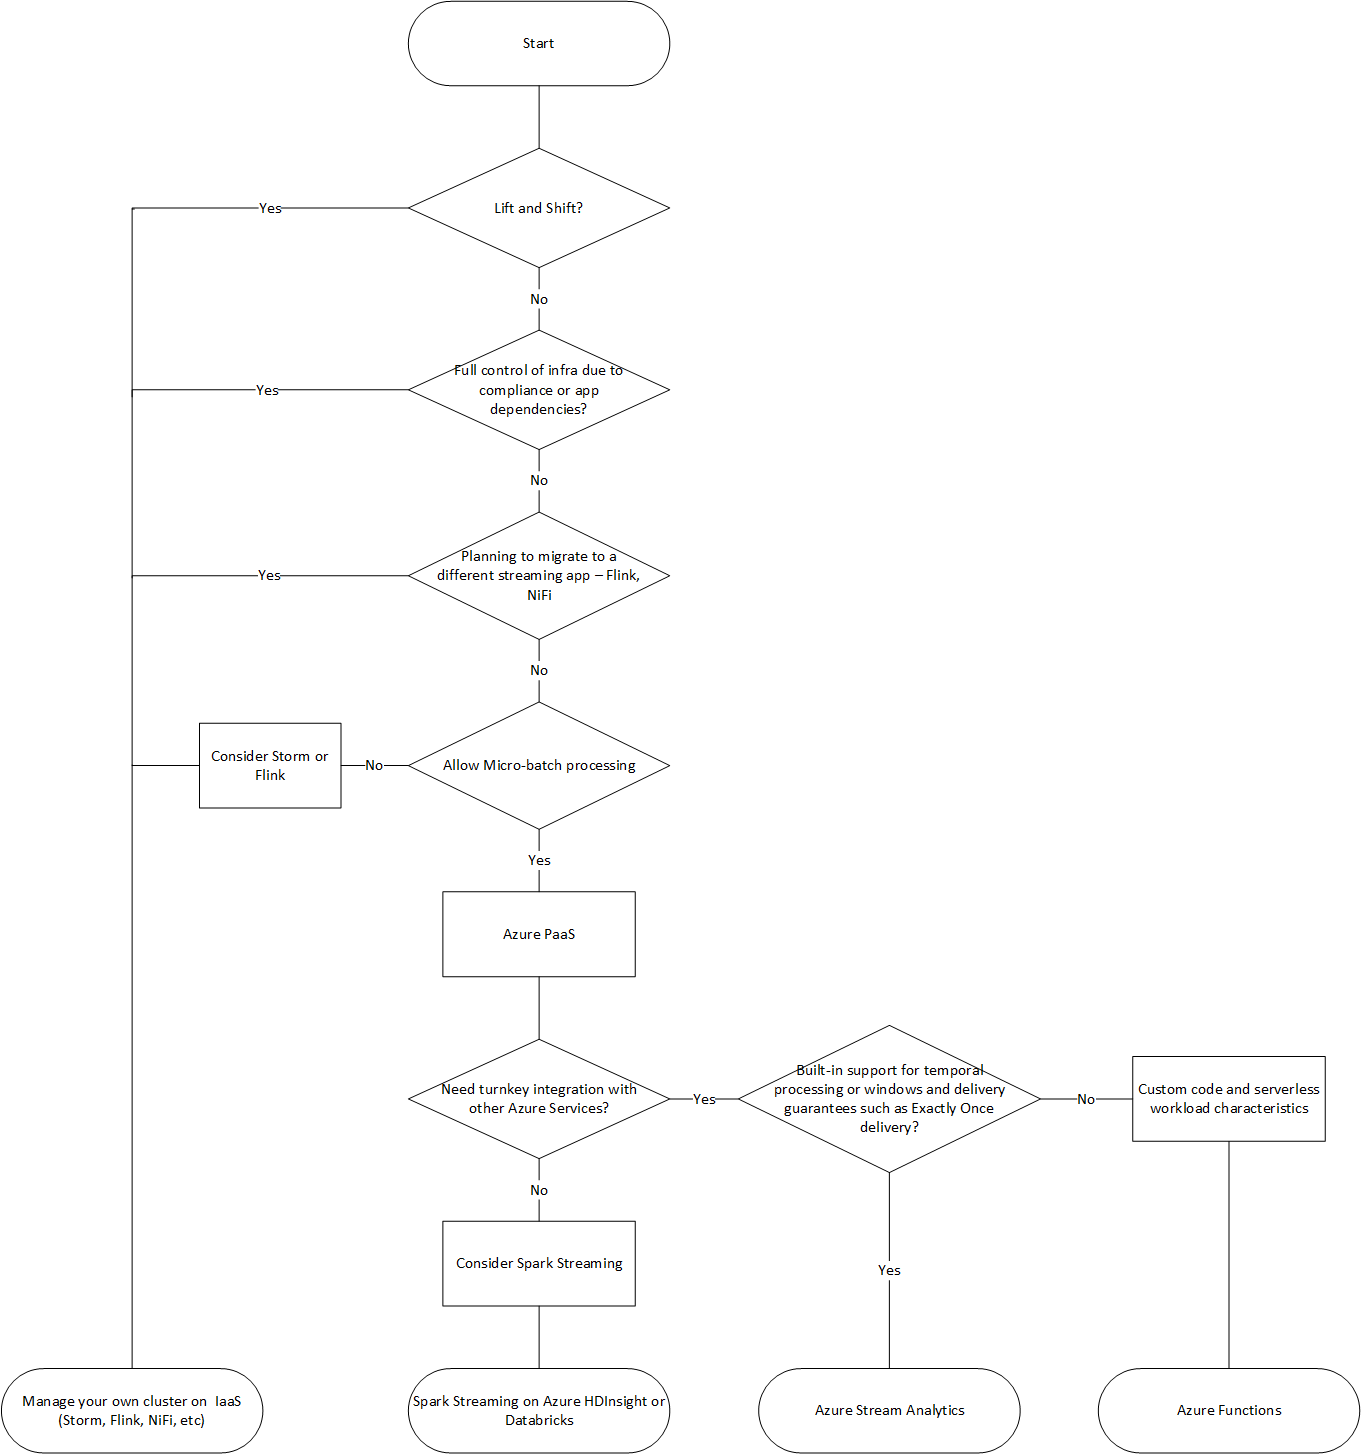 Start
Lift and Shift?
Yes
No
Full control of infra due to
compliance or app
dependencies?
Yes
No
Planning to migrate to a
different streaming app – Flink,
NiFi
Yes
No
Allow Micro-batch processing
No
Consider Storm or
Flink
Yes
Azure PaaS
Need turnkey integration with
other Azure Services?
Yes
Built-in support for temporal
processing or windows and delivery
guarantees such as Exactly Once
delivery?
No
Custom code and serverless
workload characteristics
No
Consider Spark Streaming
Yes
Manage your own cluster on  IaaS
(Storm, Flink, NiFi, etc)
Spark Streaming on Azure HDInsight or
Databricks
Azure Stream Analytics
Azure Functions